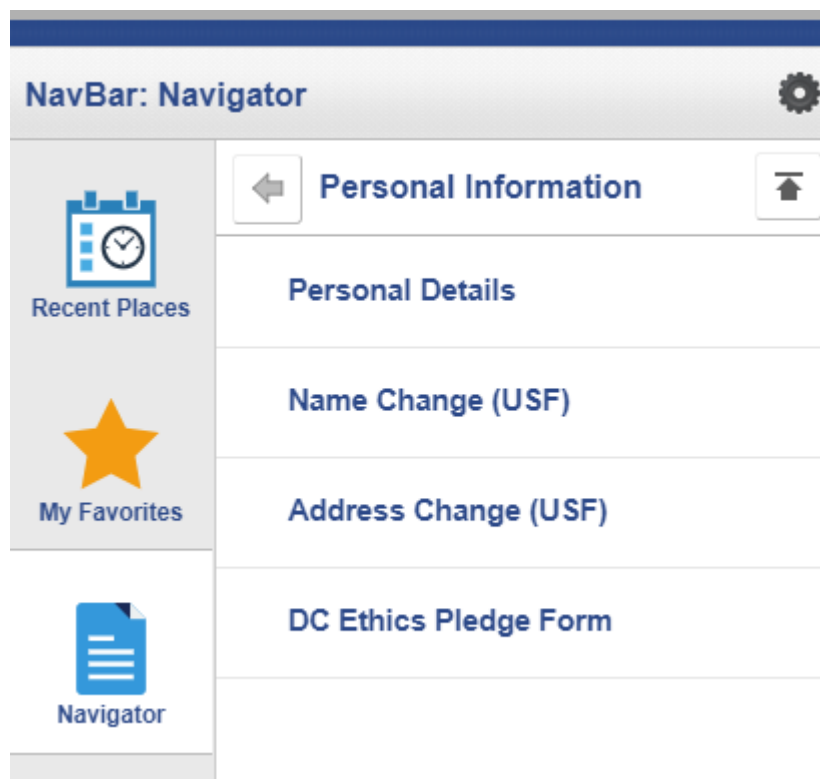 NavBar: Navigator
Personal Information
Recent Places
Personal Details
Name Change (USF)
My Favorites
Address Change (USF)
DC Ethics Pledge Form
Navigator